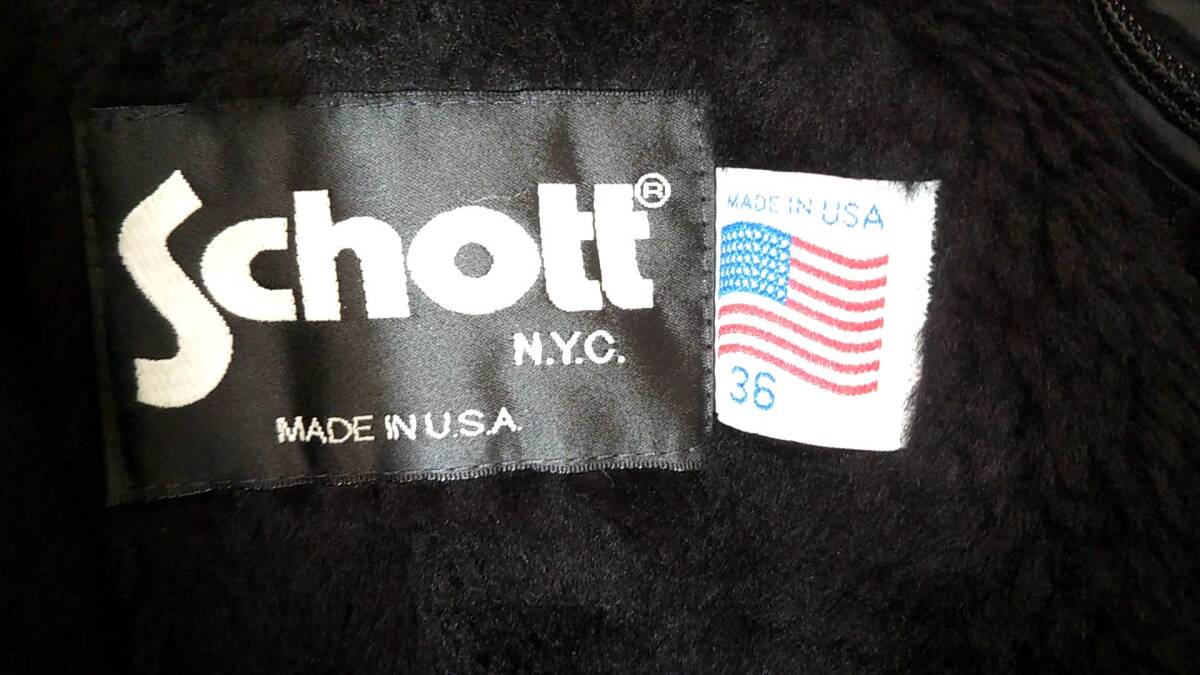 Schott®
N.Y.C.
MADE IN U.S.A.
MADE IN USA
36